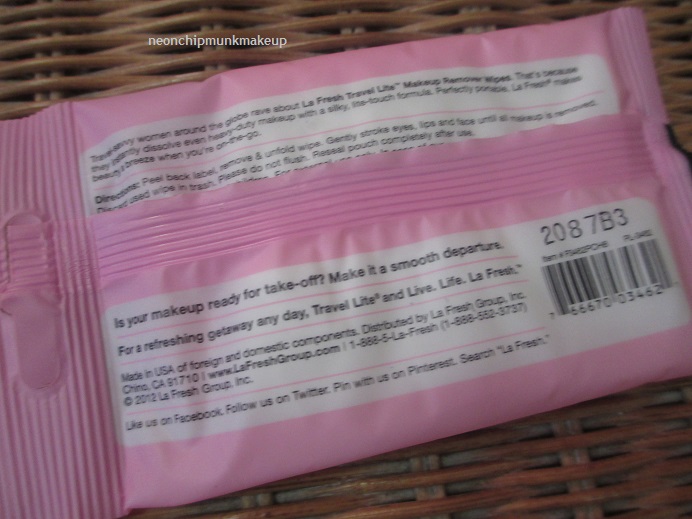 neonchipmunkmakeup
Travel savvy women around the globe rave about La Fresh Travel Lite™ Makeup Remover Wipes. That's because
they instantly dissolve even heavy-duty makeup with a silky, lite-touch formula. Perfectly portable, La Fresh® makes
beauty a breeze when you're on-the-go.
Directions: Peel back label, remove & unfold wipe. Gently stroke eyes, lips and face until all makeup is removed.
used wipe in trash. Please do not flush. Reseal pouch completely after use.
Is your makeup ready for take-off? Make it a smooth departure.
For a refreshing getaway any day, Travel Lite® and Live. Life. La Fresh.™
Made in USA of foreign and domestic components. Distributed by La Fresh Group, Inc.
Chino, CA 91710 | www.LaFreshGroup.com | 1-888-5-La-Fresh (1-888-552-3737)
© 2012 La Fresh Group, Inc.
Like us on Facebook. Follow us on Twitter. Pin with us on Pinterest. Search "La Fresh."
2087B3
Item #
7 66670 03462